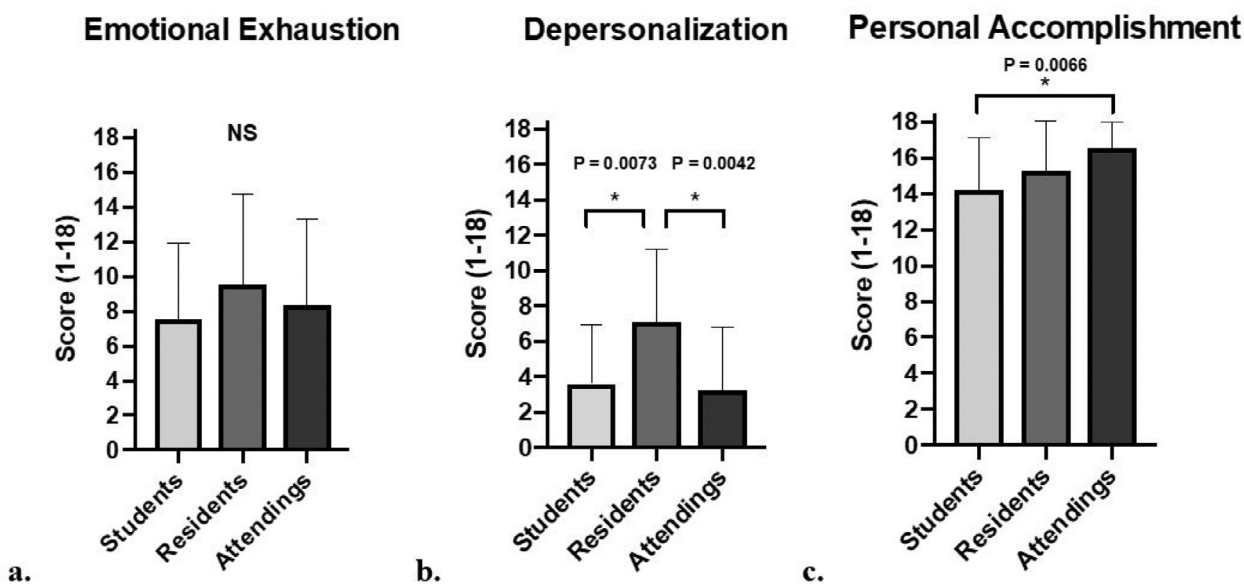 Emotional Exhaustion
NS
Score (1-18)
18
16
14
12
10
8
6
4
2
0
Students
Residents
Attendings
a.
Depersonalization
P = 0.0073
P = 0.0042
*
*
Score (1-18)
18
16
14
12
10
8
6
4
2
0
Students
Residents
Attendings
b.
Personal Accomplishment
P = 0.0066
*
Score (1-18)
18
16
14
12
10
8
6
4
2
0
Students
Residents
Attendings
c.